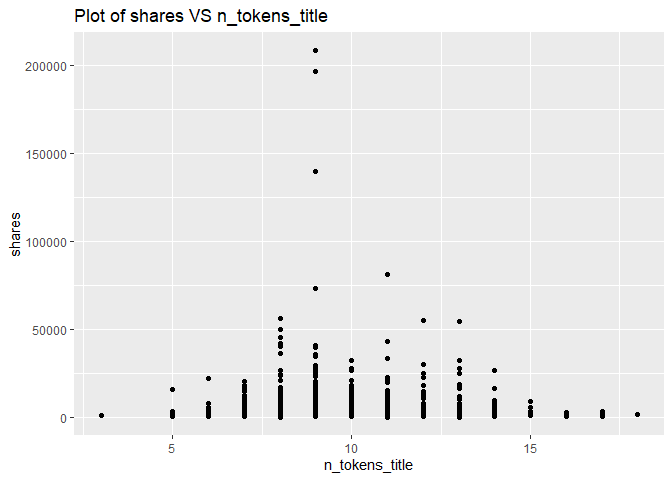 Plot of shares VS n_tokens_title
200000
150000
100000
50000
0
shares
5 10 15
n_tokens_title